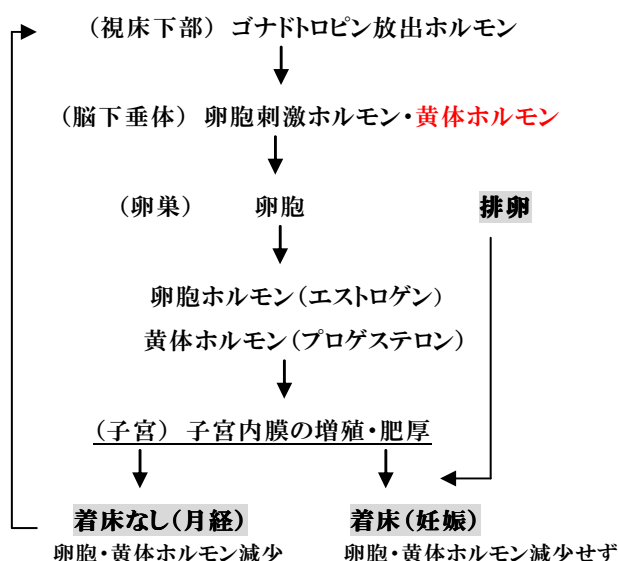 (視床下部) ゴナドトロピン放出ホルモン
(脳下垂体) 卵胞刺激ホルモン・黄体ホルモン
(卵巣) 卵胞 排卵
卵胞ホルモン(エストロゲン)
黄体ホルモン(プロゲステロン)
(子宮) 子宮内膜の増殖・肥厚
着床なし(月経) 着床(妊娠)
卵胞・黄体ホルモン減少 卵胞・黄体ホルモン減少せず